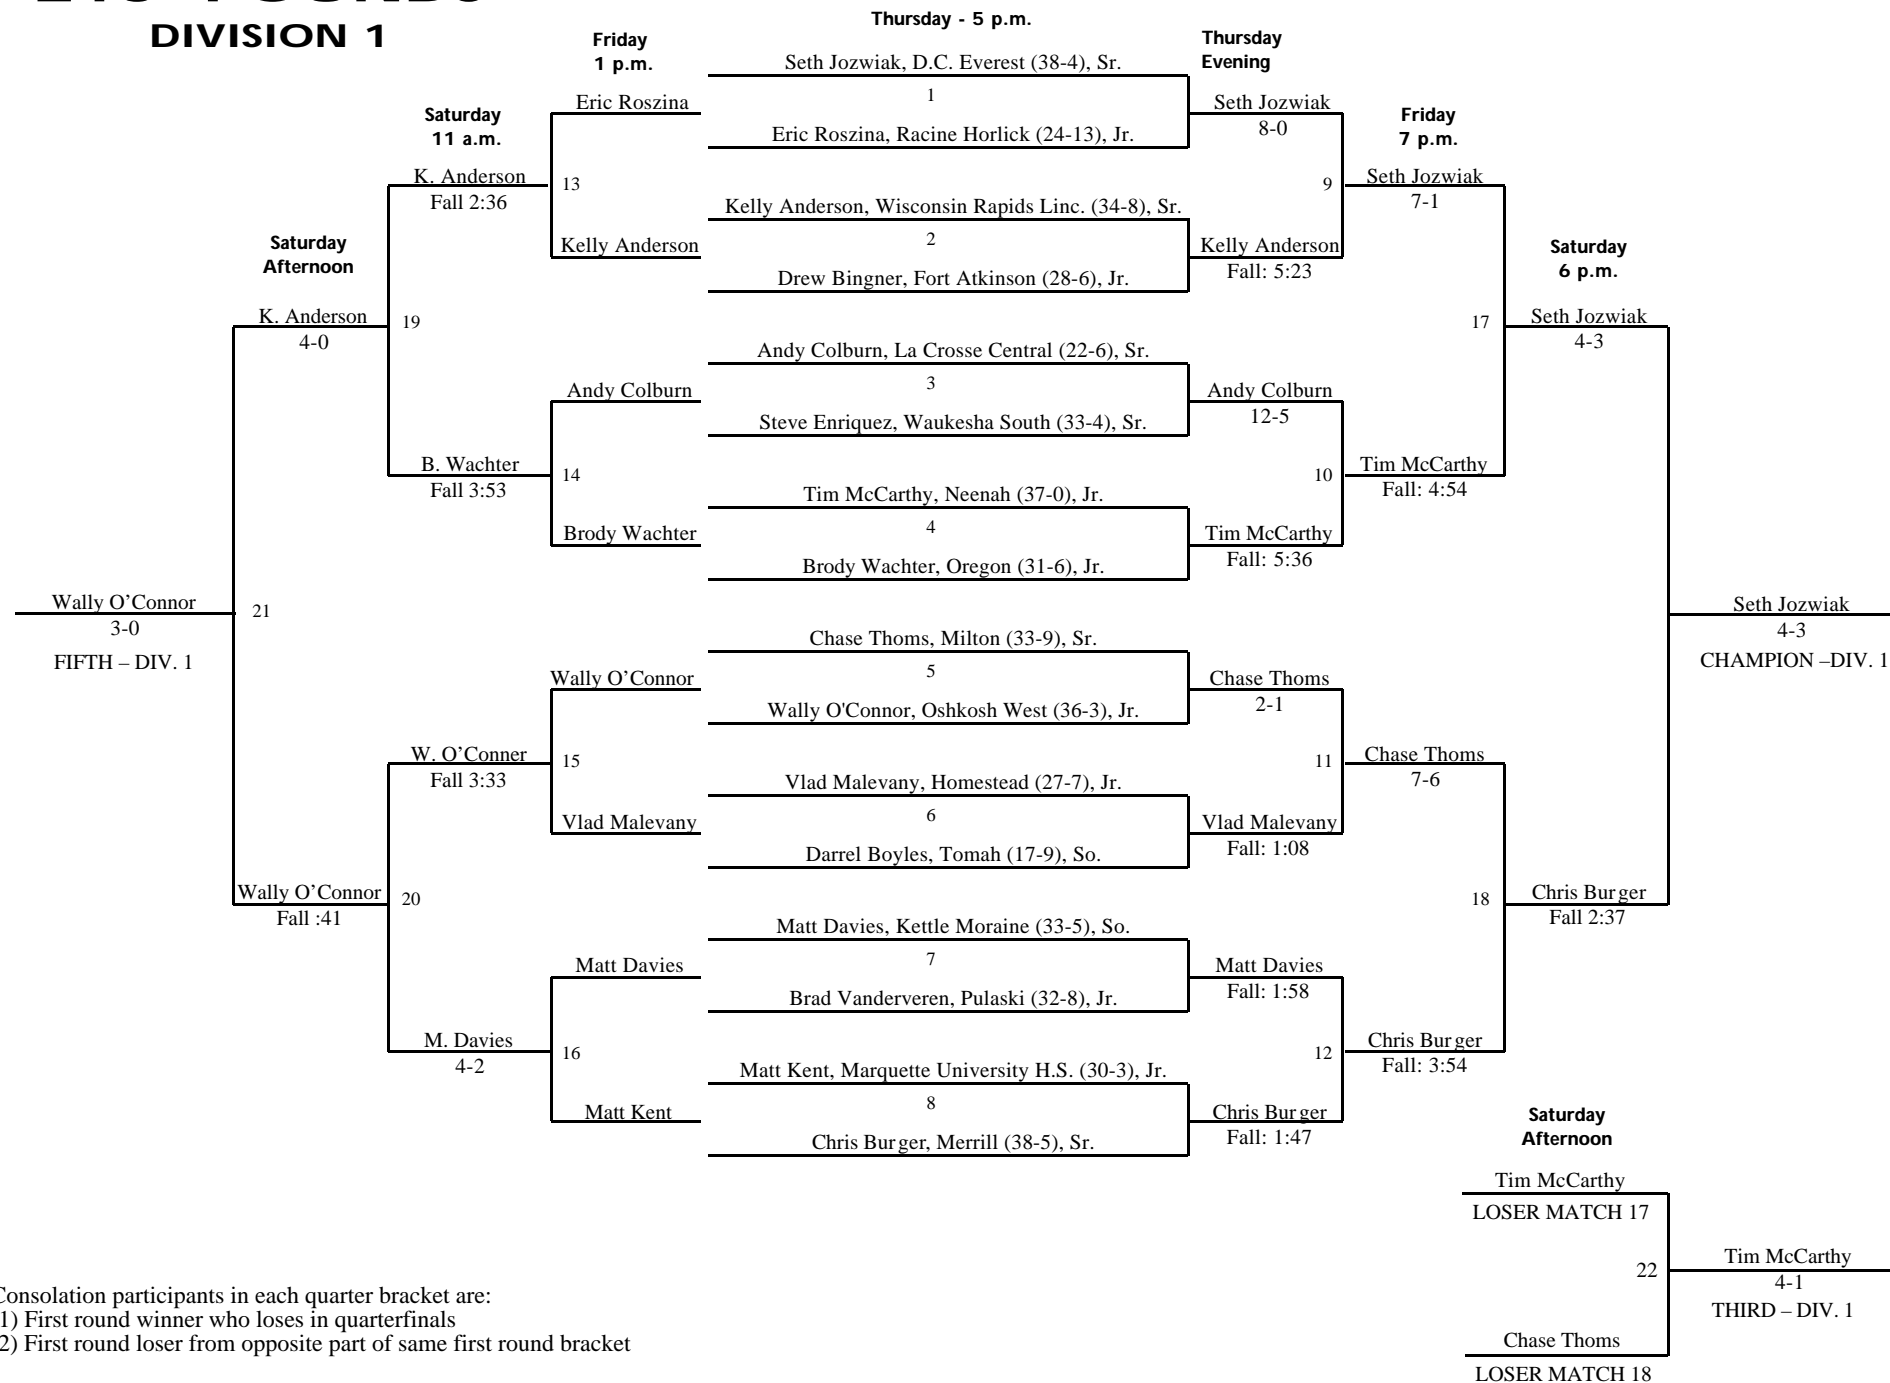 DIVISION 1
Thursday - 5 p.m.
Friday
1 p.m.
Thursday
Evening
Saturday
11 a.m.
Friday
7 p.m.
Saturday
Afternoon
Saturday
6 p.m.
Seth Jozwiak, D.C. Everest (38-4), Sr.
1
Eric Roszina, Racine Horlick (24-13), Jr.
Kelly Anderson, Wisconsin Rapids Linc. (34-8), Sr.
2
Drew Bingner, Fort Atkinson (28-6), Jr.
Andy Colburn, La Crosse Central (22-6), Sr.
3
Steve Enriquez, Waukesha South (33-4), Sr.
Tim McCarthy, Neenah (37-0), Jr.
4
Brody Wachter, Oregon (31-6), Jr.
Chase Thoms, Milton (33-9), Sr.
5
Wally O'Connor, Oshkosh West (36-3), Jr.
Vlad Malevany, Homestead (27-7), Jr.
6
Darrel Boyles, Tomah (17-9), So.
Matt Davies, Kettle Moraine (33-5), So.
7
Brad Vanderveren, Pulaski (32-8), Jr.
Matt Kent, Marquette University H.S. (30-3), Jr.
8
Chris Burger, Merrill (38-5), Sr.
Seth Jozwiak
8-0
9
Kelly Anderson
Fall: 5:23
Andy Colburn
12-5
10
Tim McCarthy
Fall: 5:36
Chase Thoms
2-1
11
Vlad Malevany
Fall: 1:08
Matt Davies
Fall: 1:58
12
Chris Burger
Fall: 1:47
Seth Jozwiak
7-1
17
Tim McCarthy
Fall: 4:54
Chase Thoms
7-6
18
Chris Burger
Fall: 3:54
Seth Jozwiak
4-3
Chris Burger
Fall 2:37
Seth Jozwiak
4-3
CHAMPION –DIV. 1
Eric Roszina
13
Kelly Anderson
Andy Colburn
14
Brody Wachter
Wally O’Connor
15
Vlad Malevany
Matt Davies
16
Matt Kent
K. Anderson
Fall 2:36
19
B. Wachter
Fall 3:53
W. O’Conner
Fall 3:33
20
M. Davies
4-2
K. Anderson
4-0
21
Wally O’Connor
Fall :41
Wally O’Connor
3-0
FIFTH – DIV. 1
Saturday
Afternoon
Tim McCarthy
LOSER MATCH 17
22
Chase Thoms
LOSER MATCH 18
Tim McCarthy
4-1
THIRD – DIV. 1
Consolation participants in each quarter bracket are:
1) First round winner who loses in quarterfinals
2) First round loser from opposite part of same first round bracket